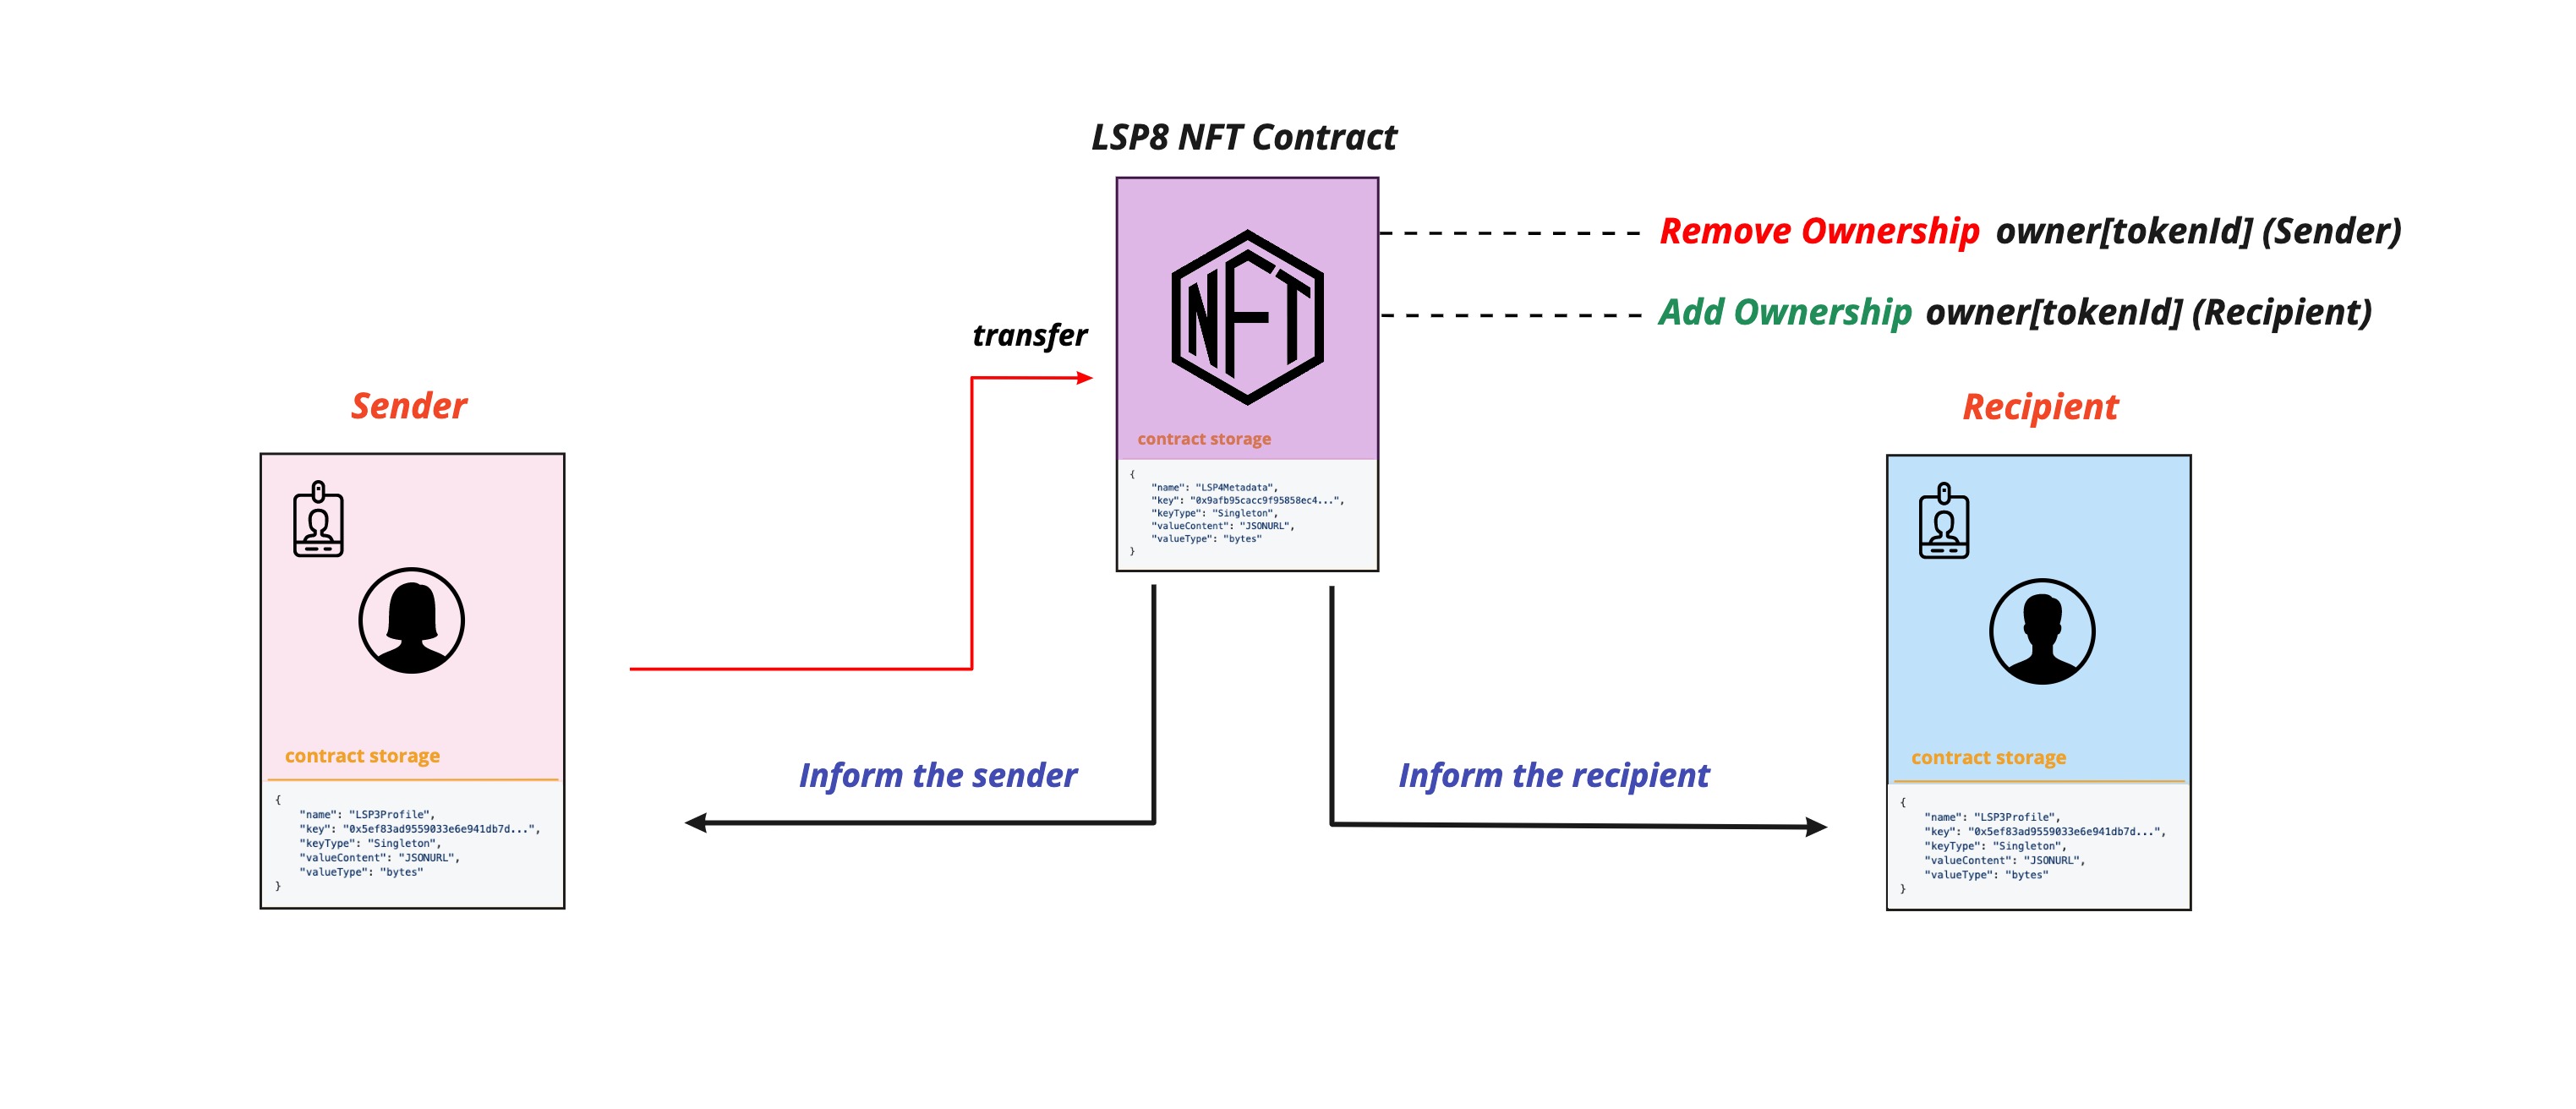 LSP8 NFT Contract
Remove Ownership owner[tokenId] (Sender)
Add Ownership owner[tokenId] (Recipient)
transfer
NFT
contract storage
{
"name": "LSP4Metadata",
"key": "0x9afb95cacc9f95858ec4...",
"keyType": "Singleton",
"valueContent": "JSONURL",
"valueType": "bytes"
}
Sender
contract storage
{
"name": "LSP3Profile",
"key": "0x5ef83ad9559033e6e941db7d...",
"keyType": "Singleton",
"valueContent": "JSONURL",
"valueType": "bytes"
}
Inform the sender
Inform the recipient
Recipient
contract storage
{
"name": "LSP3Profile",
"key": "0x5ef83ad9559033e6e941db7d...",
"keyType": "Singleton",
"valueContent": "JSONURL",
"valueType": "bytes"
}